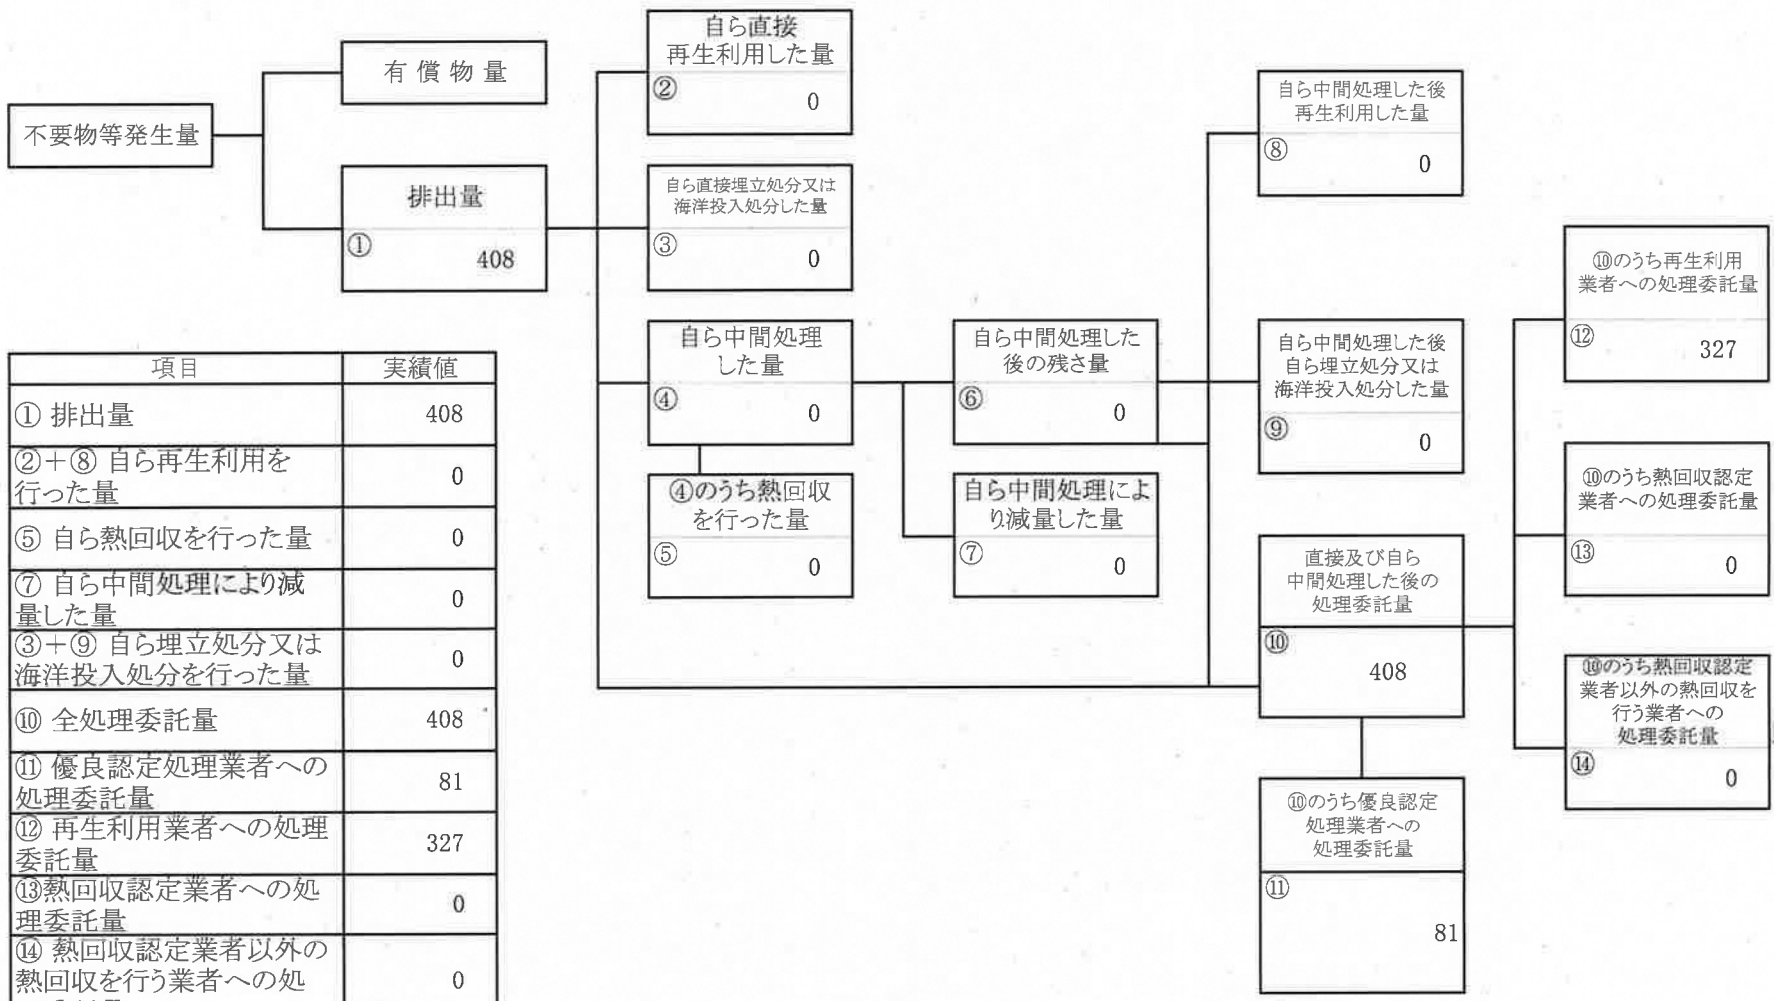 不要物等発生量
有償物量
排出量
①
408
自ら直接
再生利用した量
②
0
自ら直接埋立処分又は
海洋投入処分した量
③
0
自ら中間処理
した量
④
0
④のうち熱回収
を行った量
⑤
0
自ら中間処理した
後の残さ量
⑥
0
自ら中間処理によ
り減量した量
⑦
0
自ら中間処理した後
再生利用した量
⑧
0
自ら中間処理した後
自ら埋立処分又は
海洋投入処分した量
⑨
0
直接及び自ら
中間処理した後の
処理委託量
⑩
408
⑩のうち優良認定
処理業者への
処理委託量
⑪
81
⑩のうち再生利用
業者への処理委託量
⑫
327
⑩のうち熱回収認定
業者への処理委託量
⑬
0
⑩のうち熱回収認定
業者以外の熱回収を
行う業者への
処理委託量
⑭
0
項目 実績値
① 排出量 408
②+⑧ 自ら再生利用を
行った量 0
⑤ 自ら熱回収を行った量 0
⑦ 自ら中間処理により減
量した量 0
③+⑨ 自ら埋立処分又は
海洋投入処分を行った量 0
⑩ 全処理委託量 408
⑪ 優良認定処理業者への
処理委託量 81
⑫ 再生利用業者への処理
委託量 327
⑬熱回収認定業者への処
理委託量 0
⑭ 熱回収認定業者以外の
熱回収を行う業者への処 0